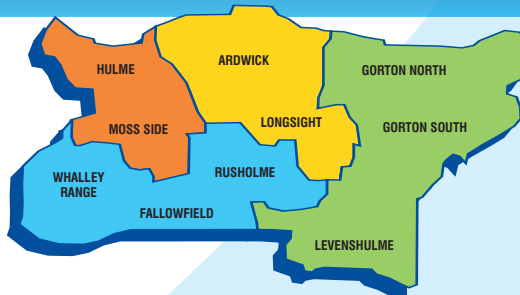 HULME
ARDWICK
GORTON NORTH
MOSS SIDE
LONGSIGHT
GORTON SOUTH
WHALLEY
RANGE
RUSHOLME
FALLOWFIELD
LEVENSHULME